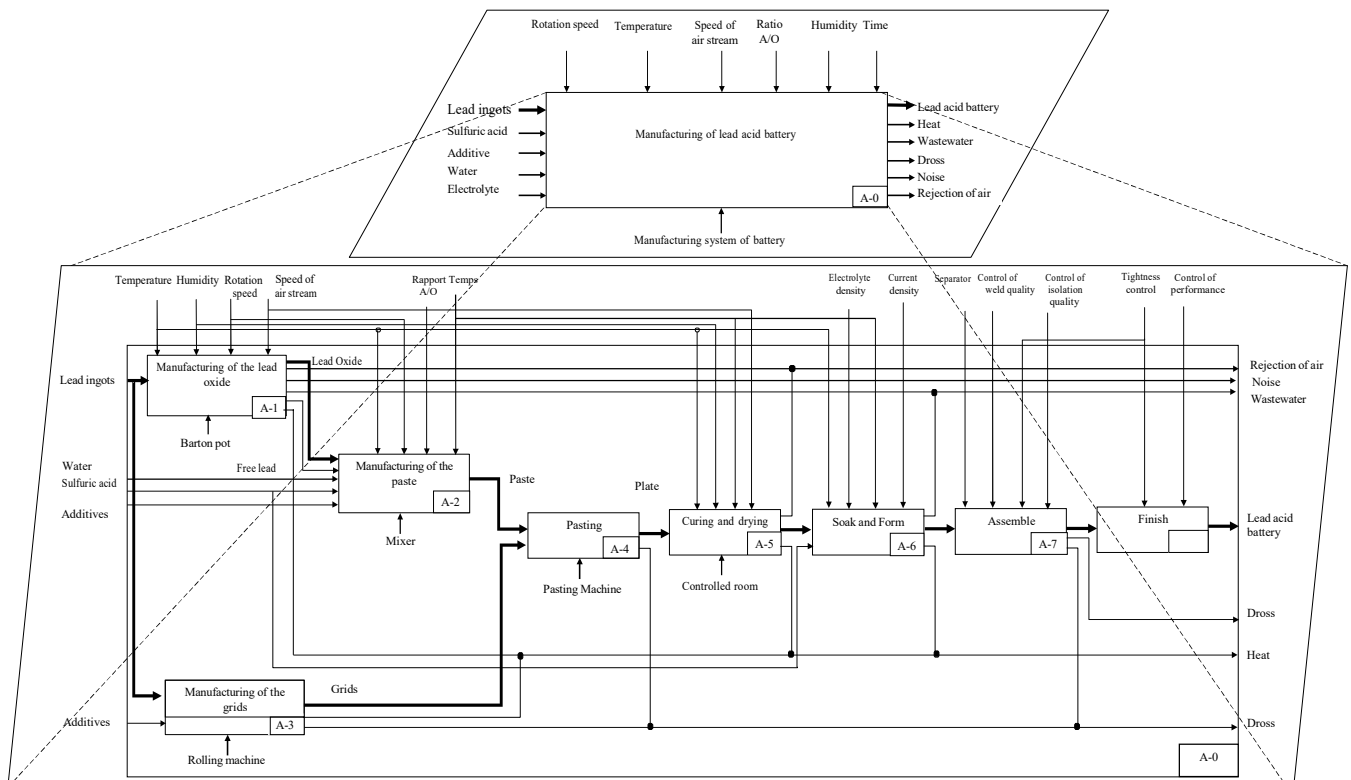 Rotation speed
Temperature
Speed of
air stream
Ratio
A/O
Humidity
Time
Lead ingots
Sulfuric acid
Additive
Water
Electrolyte
Manufacturing of lead acid battery
A-0
Lead acid battery
Heat
Wastewater
Dross
Noise
Rejection of air
Manufacturing system of battery
Temperature
Humidity
Rotation
speed
Speed of
air stream
Rapport
A/O
Temps
Electrolyte
density
Current
density
Separator
Control of
weld quality
Control of
isolation
quality
Tightness
control
Control of
performance
Lead ingots
Manufacturing of the lead
oxide
A-1
Lead Oxide
Barton pot
Rejection of air
Noise
Wastewater
Water
Sulfuric acid
Additives
Free lead
Manufacturing of the
paste
A-2
Mixer
Paste
Pasting
A-4
Pasting Machine
Plate
Curing and drying
A-5
Controlled room
Soak and Form
A-6
Assemble
A-7
Finish
Lead acid
battery
Dross
Heat
Additives
Manufacturing of the
grids
A-3
Rolling machine
Grids
Dross
A-0